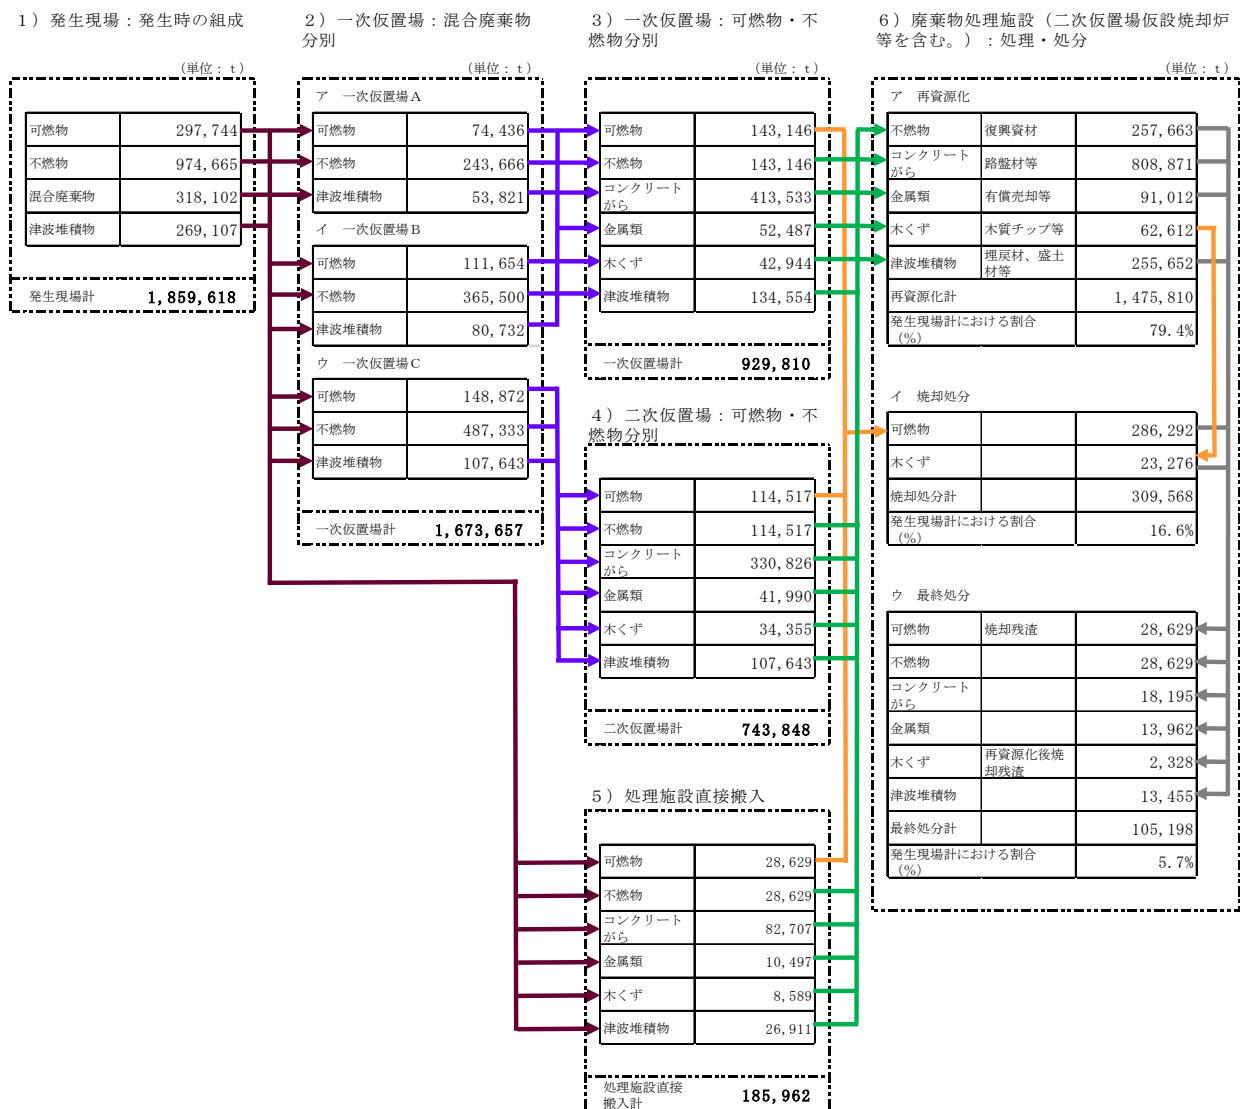 1）発生現場：発生時の組成
（単位：ｔ）
可燃物 297,744
不燃物 974,665
混合廃棄物 318,102
津波堆積物 269,107
発生現場計 1,859,618
2）一次仮置場：混合廃棄物
分別
（単位：ｔ）
ア　一次仮置場Ａ
可燃物 74,436
不燃物 243,666
津波堆積物 53,821
イ　一次仮置場Ｂ
可燃物 111,654
不燃物 365,500
津波堆積物 80,732
ウ　一次仮置場Ｃ
可燃物 148,872
不燃物 487,333
津波堆積物 107,643
一次仮置場計 1,673,657
3）一次仮置場：可燃物・不
燃物分別
（単位：ｔ）
可燃物 143,146
不燃物 143,146
コンクリート
がら 413,533
金属類 52,487
木くず 42,944
津波堆積物 134,554
一次仮置場計 929,810
4）二次仮置場：可燃物・不
燃物分別
可燃物 114,517
不燃物 114,517
コンクリート
がら 330,826
金属類 41,990
木くず 34,355
津波堆積物 107,643
二次仮置場計 743,848
5）処理施設直接搬入
可燃物 28,629
不燃物 28,629
コンクリート
がら 82,707
金属類 10,497
木くず 8,589
津波堆積物 26,911
処理施設直接
搬入計 185,962
6）廃棄物処理施設（二次仮置場仮設焼却炉
等を含む。）：処理・処分
（単位：ｔ）
ア　再資源化
不燃物 復興資材 257,663
コンクリート
がら 路盤材等 808,871
金属類 有償売却等 91,012
木くず 木質チップ等 62,612
津波堆積物 埋戻材、盛土
材等 255,652
再資源化計 1,475,810
発生現場計における割合
（%） 79.4%
イ　焼却処分
可燃物 286,292
木くず 23,276
焼却処分計 309,568
発生現場計における割合
（%） 16.6%
ウ　最終処分
可燃物 焼却残渣 28,629
不燃物 28,629
コンクリート
がら 18,195
金属類 13,962
木くず 再資源化後焼
却残渣 2,328
津波堆積物 13,455
最終処分計 105,198
発生現場計における割合
（%） 5.7%